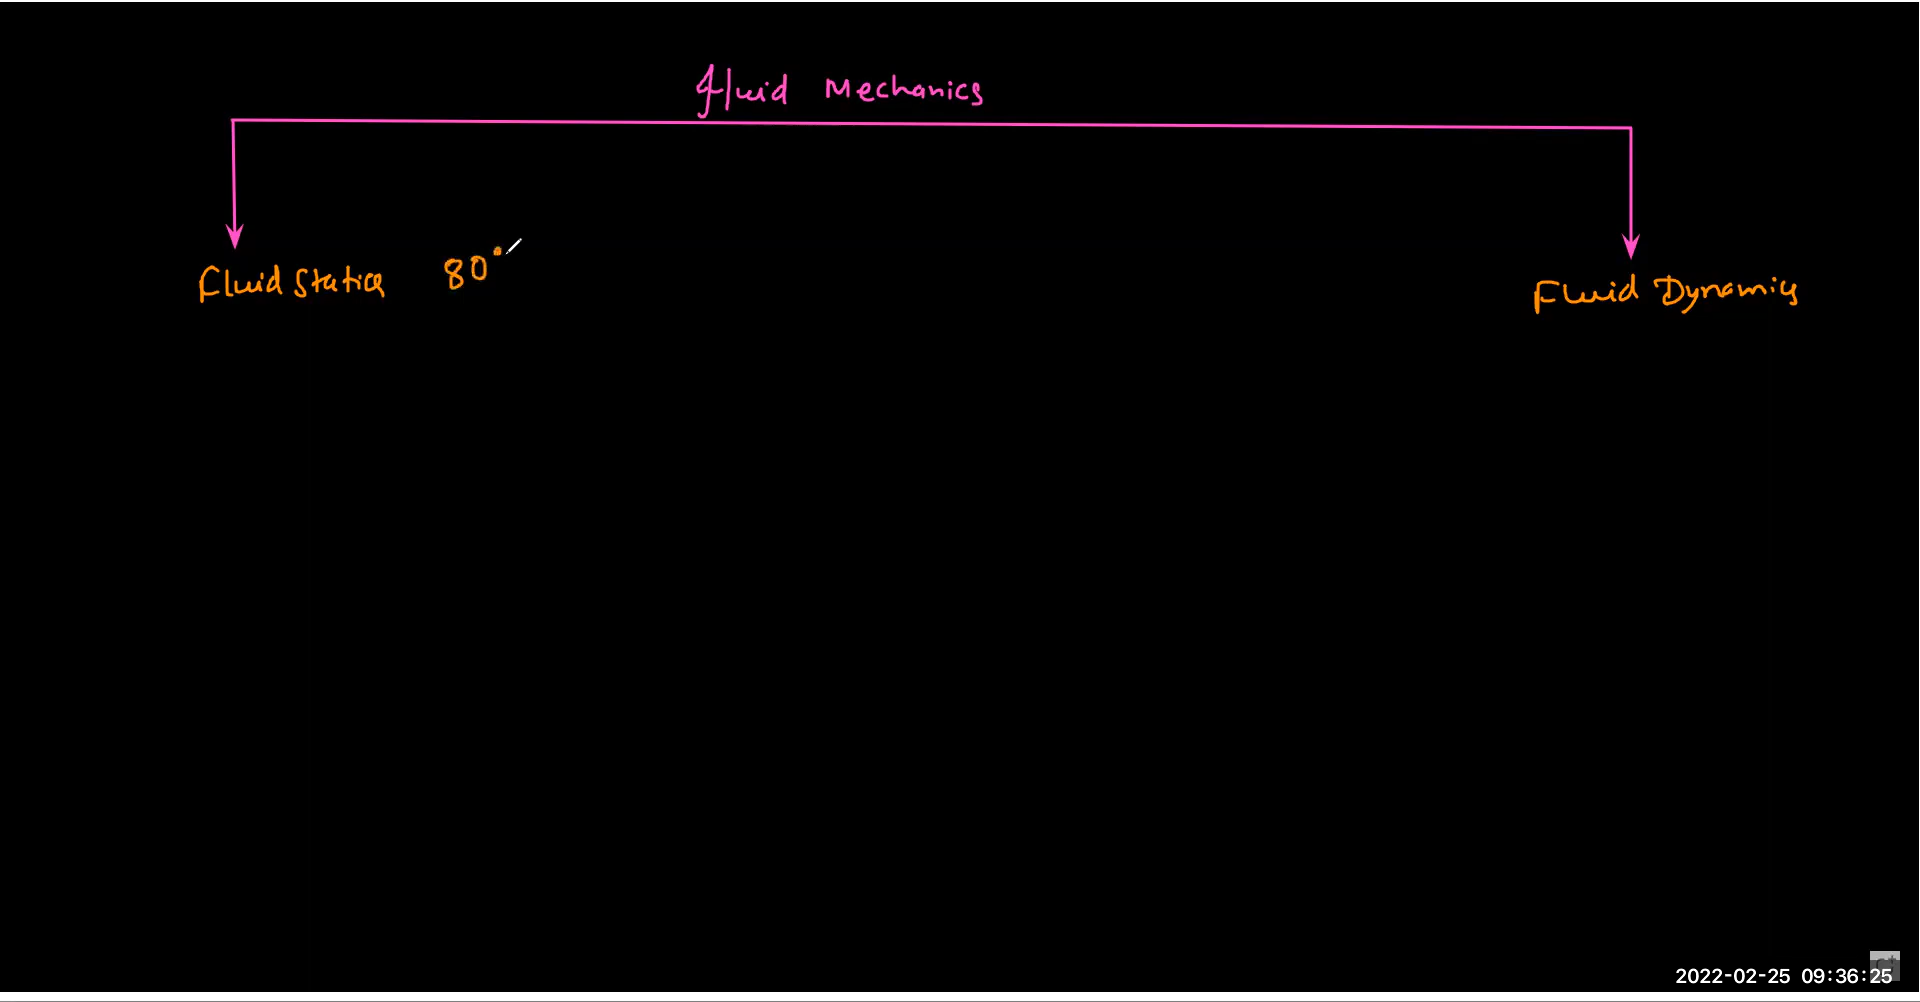 fluid Mechanics
Fluid Statics 80°
Fluid Dynamics
2022-02-25 09:36:25